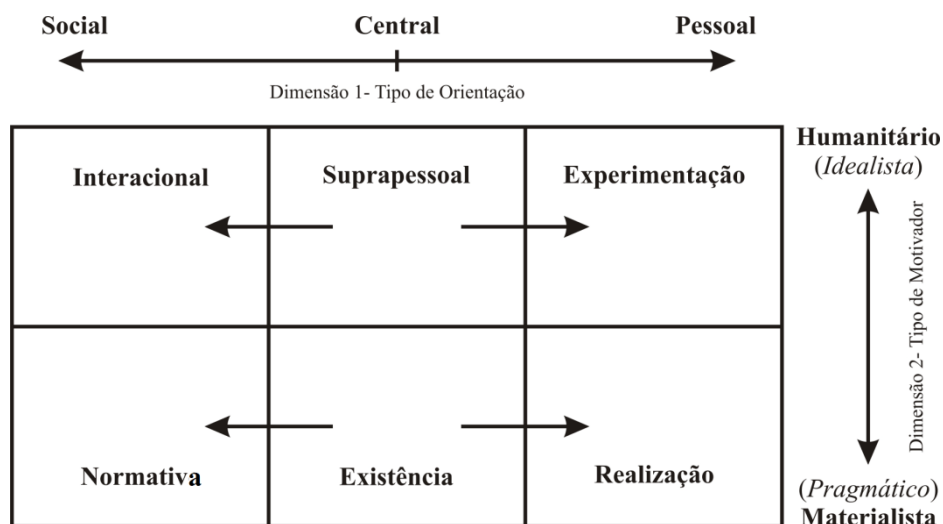 Social Central Pessoal
Dimensão 1- Tipo de Orientação
Interacional Suprapessoal Experimentação
Humanitário
(Idealista)
Dimensão 2- Tipo de Motivador
Normativa Existência Realização
(Pragmático)
Materialista